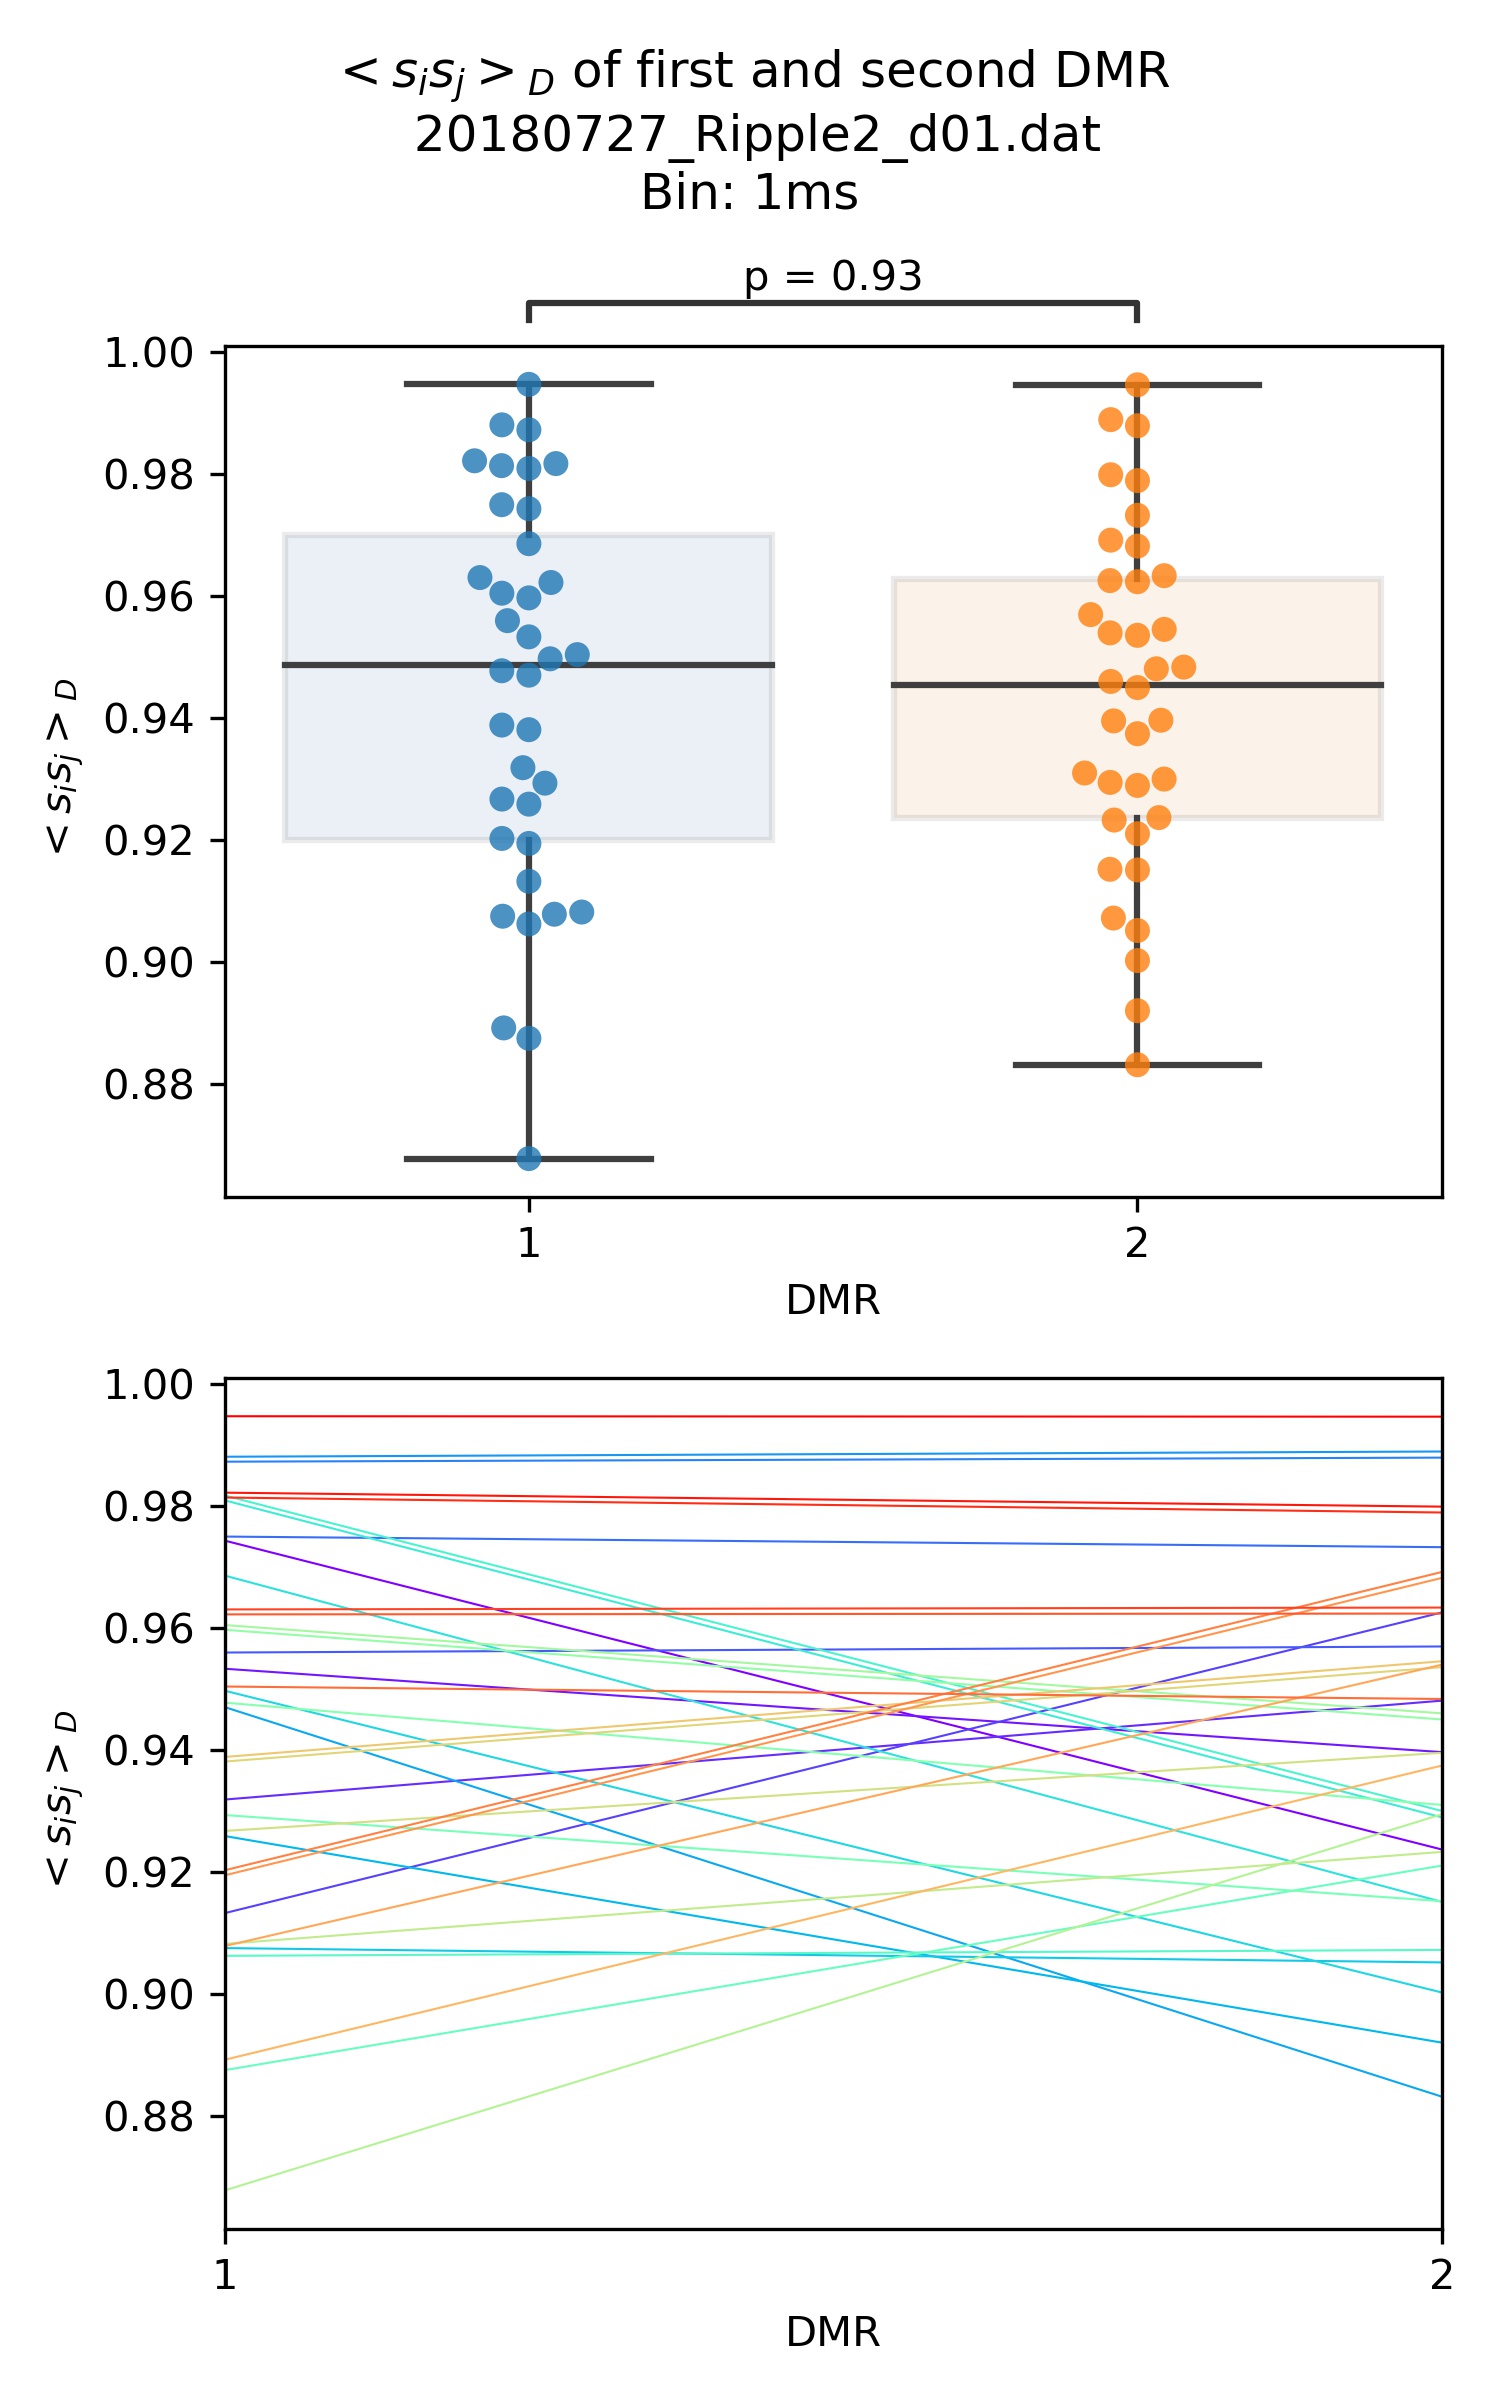 < s_i s_j >_D of first and second DMR
20180727_Ripple2_d01.dat
Bin: 1ms
p = 0.93
1.00
0.98
0.96
0.94
0.92
0.90
0.88
< s_i s_j >_D
1
2
DMR
1.00
0.98
0.96
0.94
0.92
0.90
0.88
< s_i s_j >_D
1
2
DMR